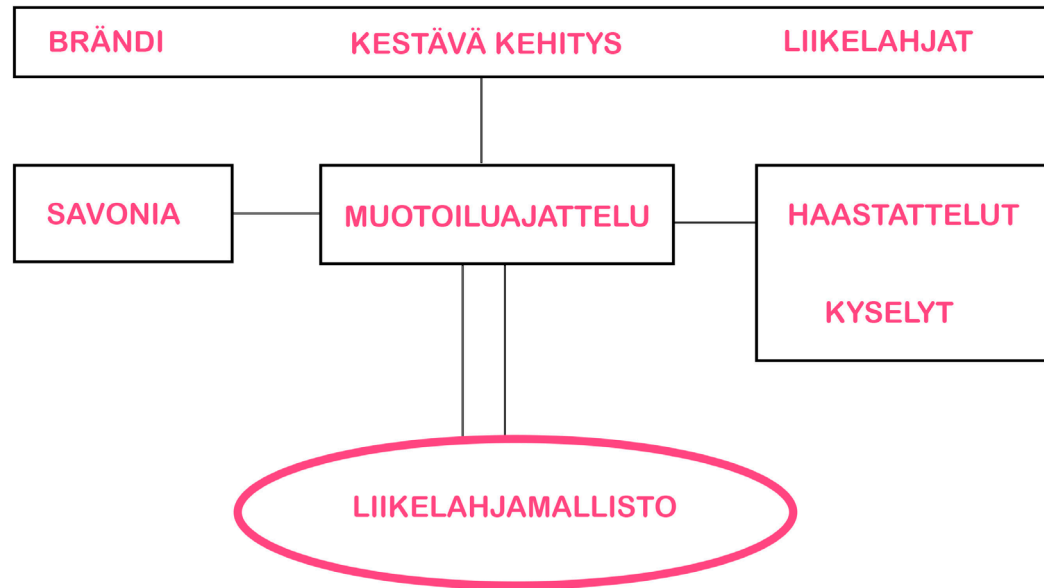 BRÄNDI
KESTÄVÄ KEHITYS
LIIKELAHJAT
SAVONIA
MUOTOILUAJATTELU
HAASTATTELUT
KYSELYT
LIIKELAHJAMALLISTO